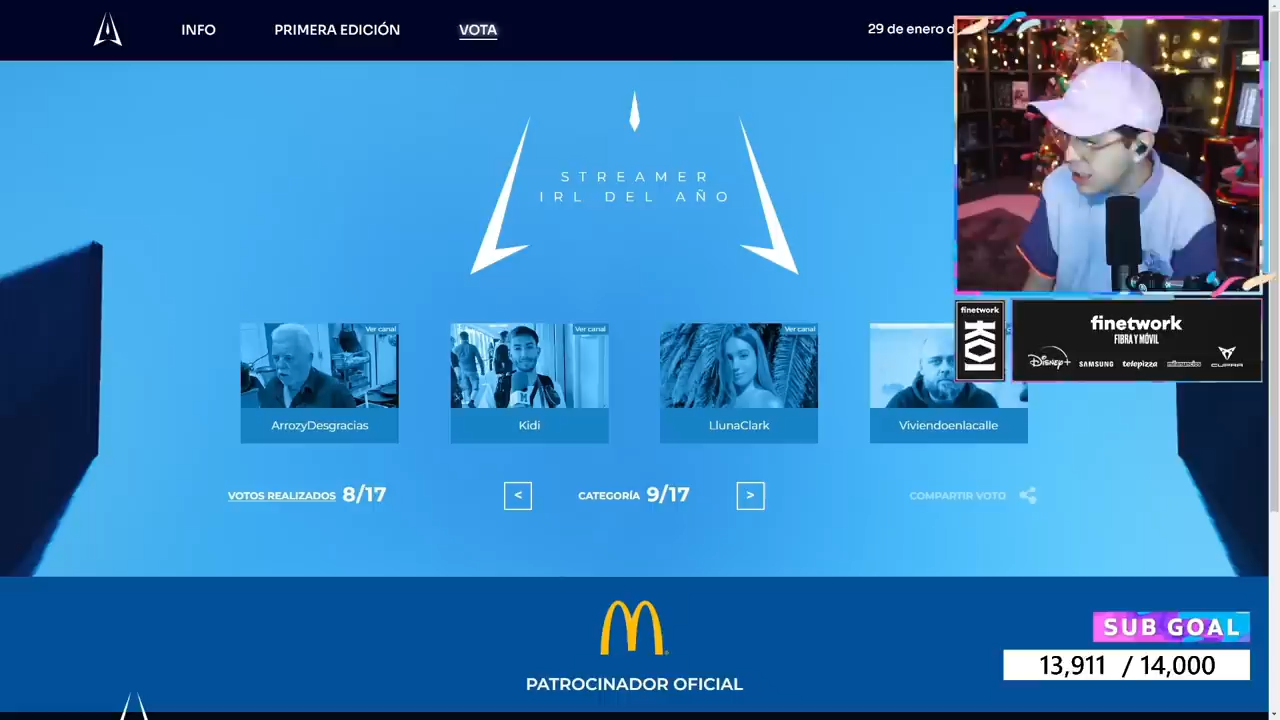 INFO
PRIMERA EDICIÓN
VOTA
29 de enero d
STREAMER
IRL DEL AÑO
Ver canal
Ver canal
Ver canal
ArrozyDesgracias
Kidi
LlunaClark
Viviendoenlacalle
finetwork
KOI
finetwork
FIBRA Y MÓVIL
Disney+
SAMSUNG
telepizza
CUPRA
VOTOS REALIZADOS 8/17
<
CATEGORÍA 9/17
>
COMPARTIR VOTO
PATROCINADOR OFICIAL
SUB GOAL
13,911 / 14,000